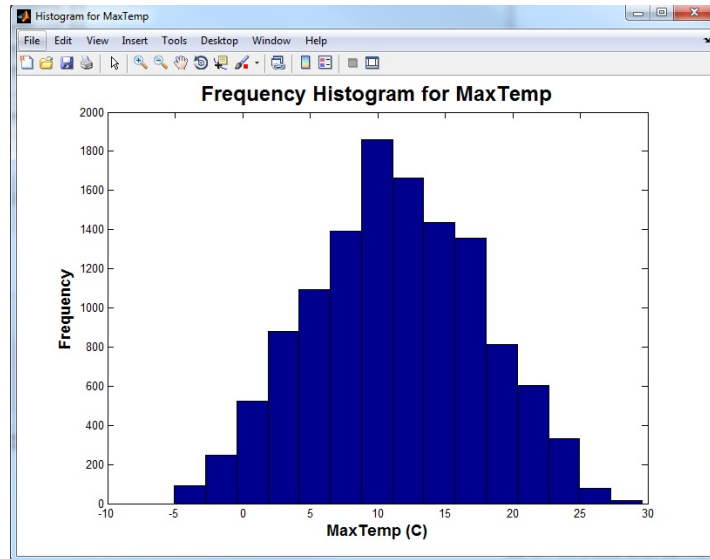 Histogram for MaxTemp
File Edit View Insert Tools Desktop Window Help
Frequency Histogram for MaxTemp
2000
1800
1600
1400
1200
1000
800
600
400
200
0
Frequency
-10 -5 0 5 10 15 20 25 30
MaxTemp (C)